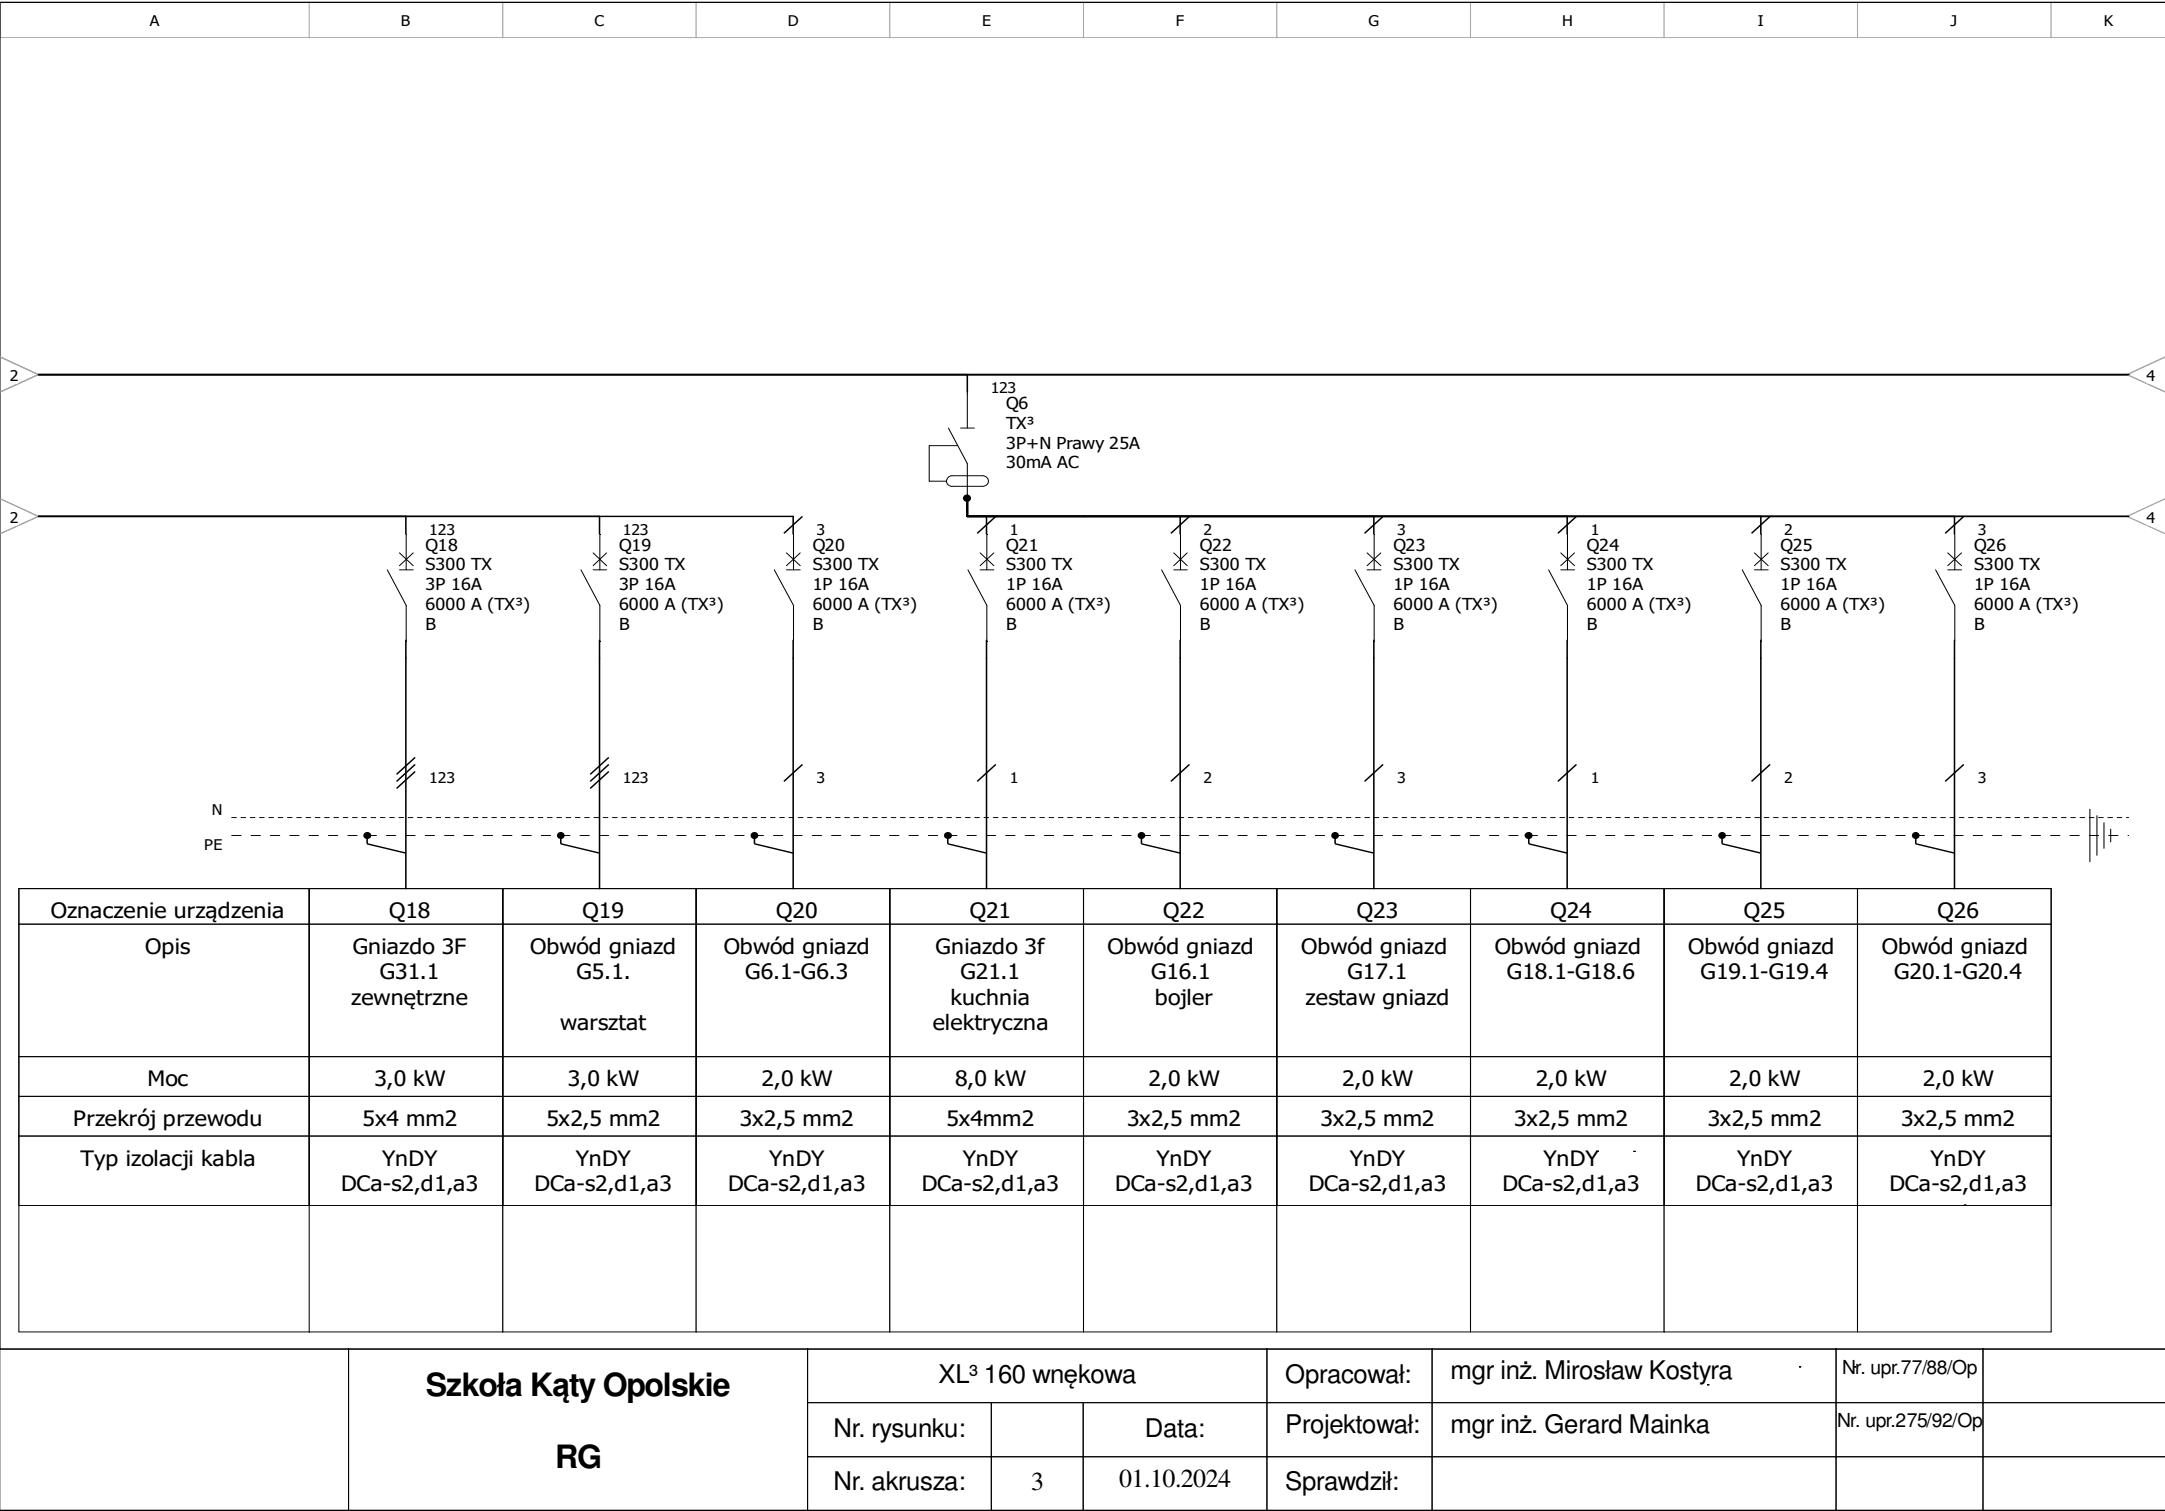 A B C D E F G H I J K
2 4
123
Q6
TX³
3P+N Prawy 25A
30mA AC
2 4
123 123 3 1 2 3 1 2 3
Q18 Q19 Q20 Q21 Q22 Q23 Q24 Q25 Q26
S300 TX S300 TX S300 TX S300 TX S300 TX S300 TX S300 TX S300 TX S300 TX
3P 16A 3P 16A 1P 16A 1P 16A 1P 16A 1P 16A 1P 16A 1P 16A 1P 16A
6000 A (TX³) 6000 A (TX³) 6000 A (TX³) 6000 A (TX³) 6000 A (TX³) 6000 A (TX³) 6000 A (TX³) 6000 A (TX³) 6000 A (TX³)
B B B B B B B B B
123 123 3 1 2 3 1 2 3
N
PE
Oznaczenie urządzenia Q18 Q19 Q20 Q21 Q22 Q23 Q24 Q25 Q26
Opis Gniazdo 3F Obwód gniazd Obwód gniazd Gniazdo 3f Obwód gniazd Obwód gniazd Obwód gniazd Obwód gniazd Obwód gniazd
G31.1 G5.1. G6.1-G6.3 G21.1 G16.1 G17.1 G18.1-G18.6 G19.1-G19.4 G20.1-G20.4
zewnętrzne kuchnia bojler zestaw gniazd
warsztat elektryczna
Moc 3,0 kW 3,0 kW 2,0 kW 8,0 kW 2,0 kW 2,0 kW 2,0 kW 2,0 kW 2,0 kW
Przekrój przewodu 5x4 mm2 5x2,5 mm2 3x2,5 mm2 5x4mm2 3x2,5 mm2 3x2,5 mm2 3x2,5 mm2 3x2,5 mm2 3x2,5 mm2
Typ izolacji kabla YnDY YnDY YnDY YnDY YnDY YnDY YnDY YnDY YnDY
DCa-s2,d1,a3 DCa-s2,d1,a3 DCa-s2,d1,a3 DCa-s2,d1,a3 DCa-s2,d1,a3 DCa-s2,d1,a3 DCa-s2,d1,a3 DCa-s2,d1,a3 DCa-s2,d1,a3
Szkoła Kąty Opolskie
RG
XL³ 160 wnękowa
Nr. rysunku: Data:
Nr. akrusza: 3 01.10.2024
Opracował: mgr inż. Mirosław Kostyra Nr. upr.77/88/Op
Projektował: mgr inż. Gerard Mainka Nr. upr.275/92/Op
Sprawdził: